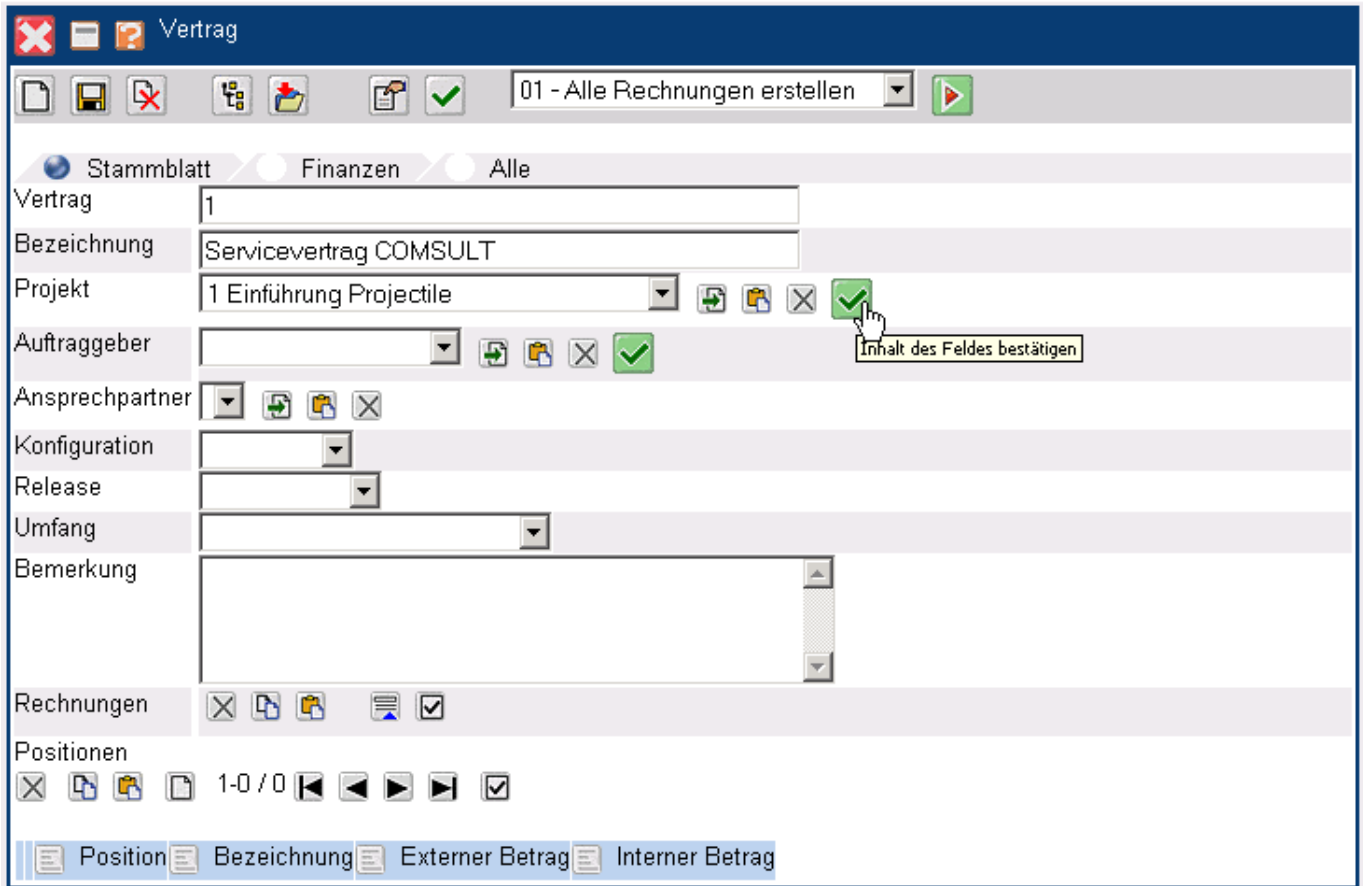 Vertrag
01 - Alle Rechnungen erstellen
Stammblatt Finanzen Alle
Vertrag 1
Bezeichnung Servicevertrag COMSULT
Projekt 1 Einführung Projectile
Inhalt des Feldes bestätigen
Auftraggeber
Ansprechpartner
Konfiguration
Release
Umfang
Bemerkung
Rechnungen
Positionen
1-0 / 0
Position Bezeichnung Externer Betrag Interner Betrag